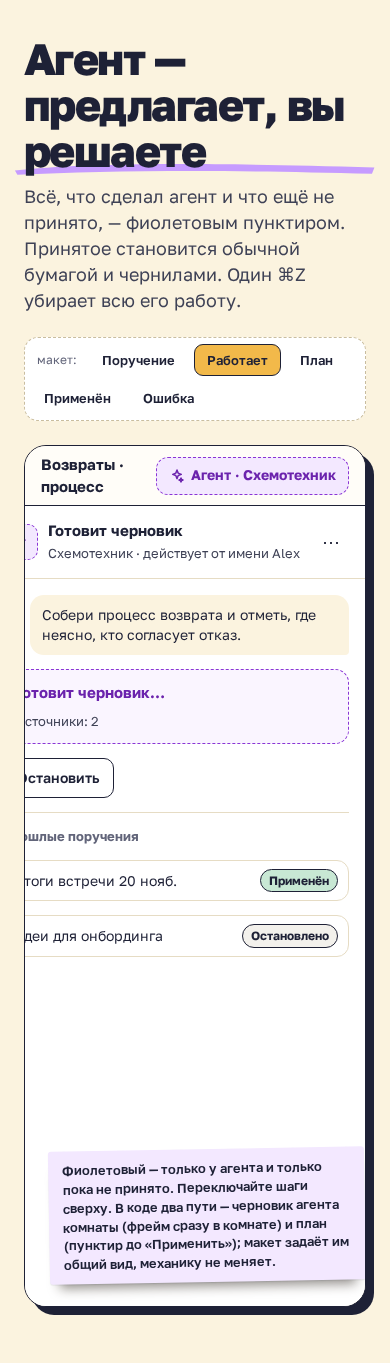 Агент —
предлагает, вы
решаете
Всё, что сделал агент и что ещё не
принято, — фиолетовым пунктиром.
Принятое становится обычной
бумагой и чернилами. Один ⌘Z
убирает всю его работу.
макет: Поручение Работает План
Применён Ошибка
Возвраты ·
процесс
Агент · Схемотехник
Готовит черновик
Схемотехник · действует от имени Alex
...
Собери процесс возврата и отметь, где
неясно, кто согласует отказ.
отовит черновик...
сточники: 2
Остановить
ошлые поручения
тоги встречи 20 нояб. Применён
деи для онбординга Остановлено
Фиолетовый — только у агента и только
пока не принято. Переключайте шаги
сверху. В коде два пути — черновик агента
комнаты (фрейм сразу в комнате) и план
(пунктир до «Применить»); макет задаёт им
общий вид, механику не меняет.